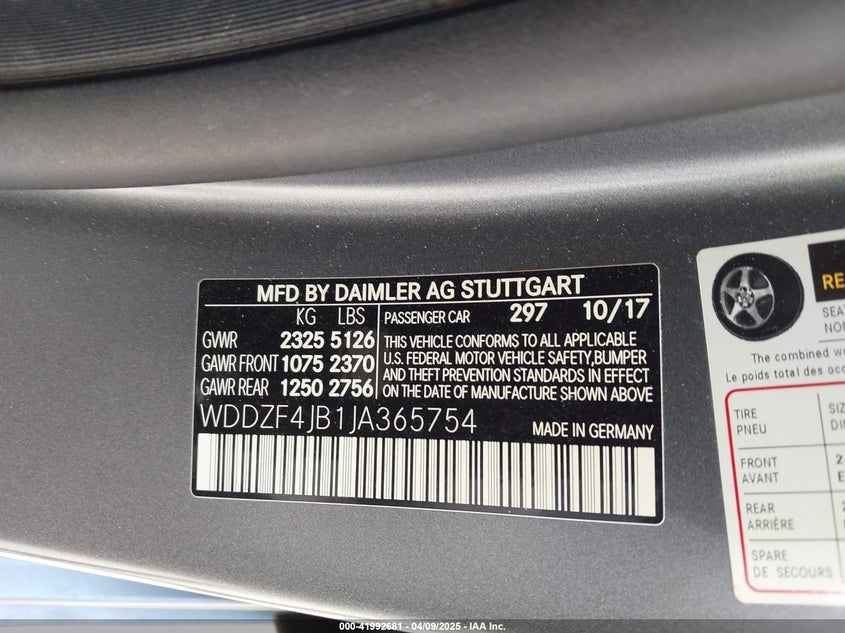 MFD BY DAIMLER AG STUTTGART
KG LBS
GVWR 2325 5126
GAWR FRONT 1075 2370
GAWR REAR 1250 2756
PASSENGER CAR 297 10/17
THIS VEHICLE CONFORMS TO ALL APPLICABLE
U.S. FEDERAL MOTOR VEHICLE SAFETY,BUMPER
AND THEFT PREVENTION STANDARDS IN EFFECT
ON THE DATE OF MANUFACTURE SHOWN ABOVE
WDDZF4JB1JA365754
MADE IN GERMANY
The combined
Le poids total des
TIRE
PNEU
FRONT
AVANT
REAR
ARRIÈRE
SPARE
DE SECOURS
000-41992681 - 04/09/2025 - IAA Inc.